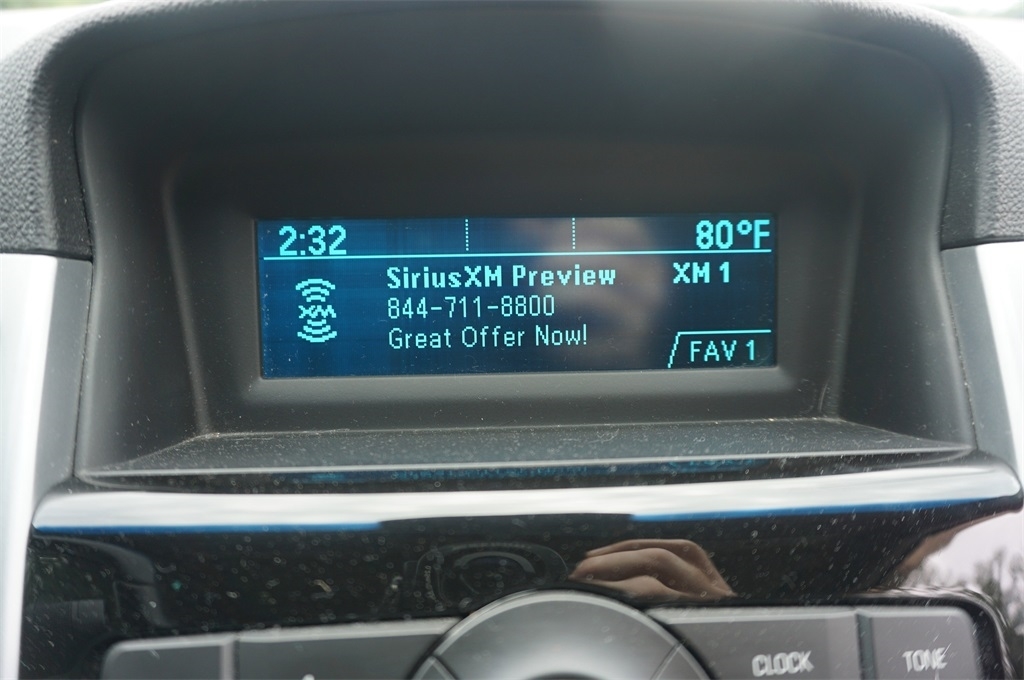 2:32 80°F
SiriusXM Preview XM 1
XM
844-711-8800
Great Offer Now!
FAV 1
CLOCK TONE